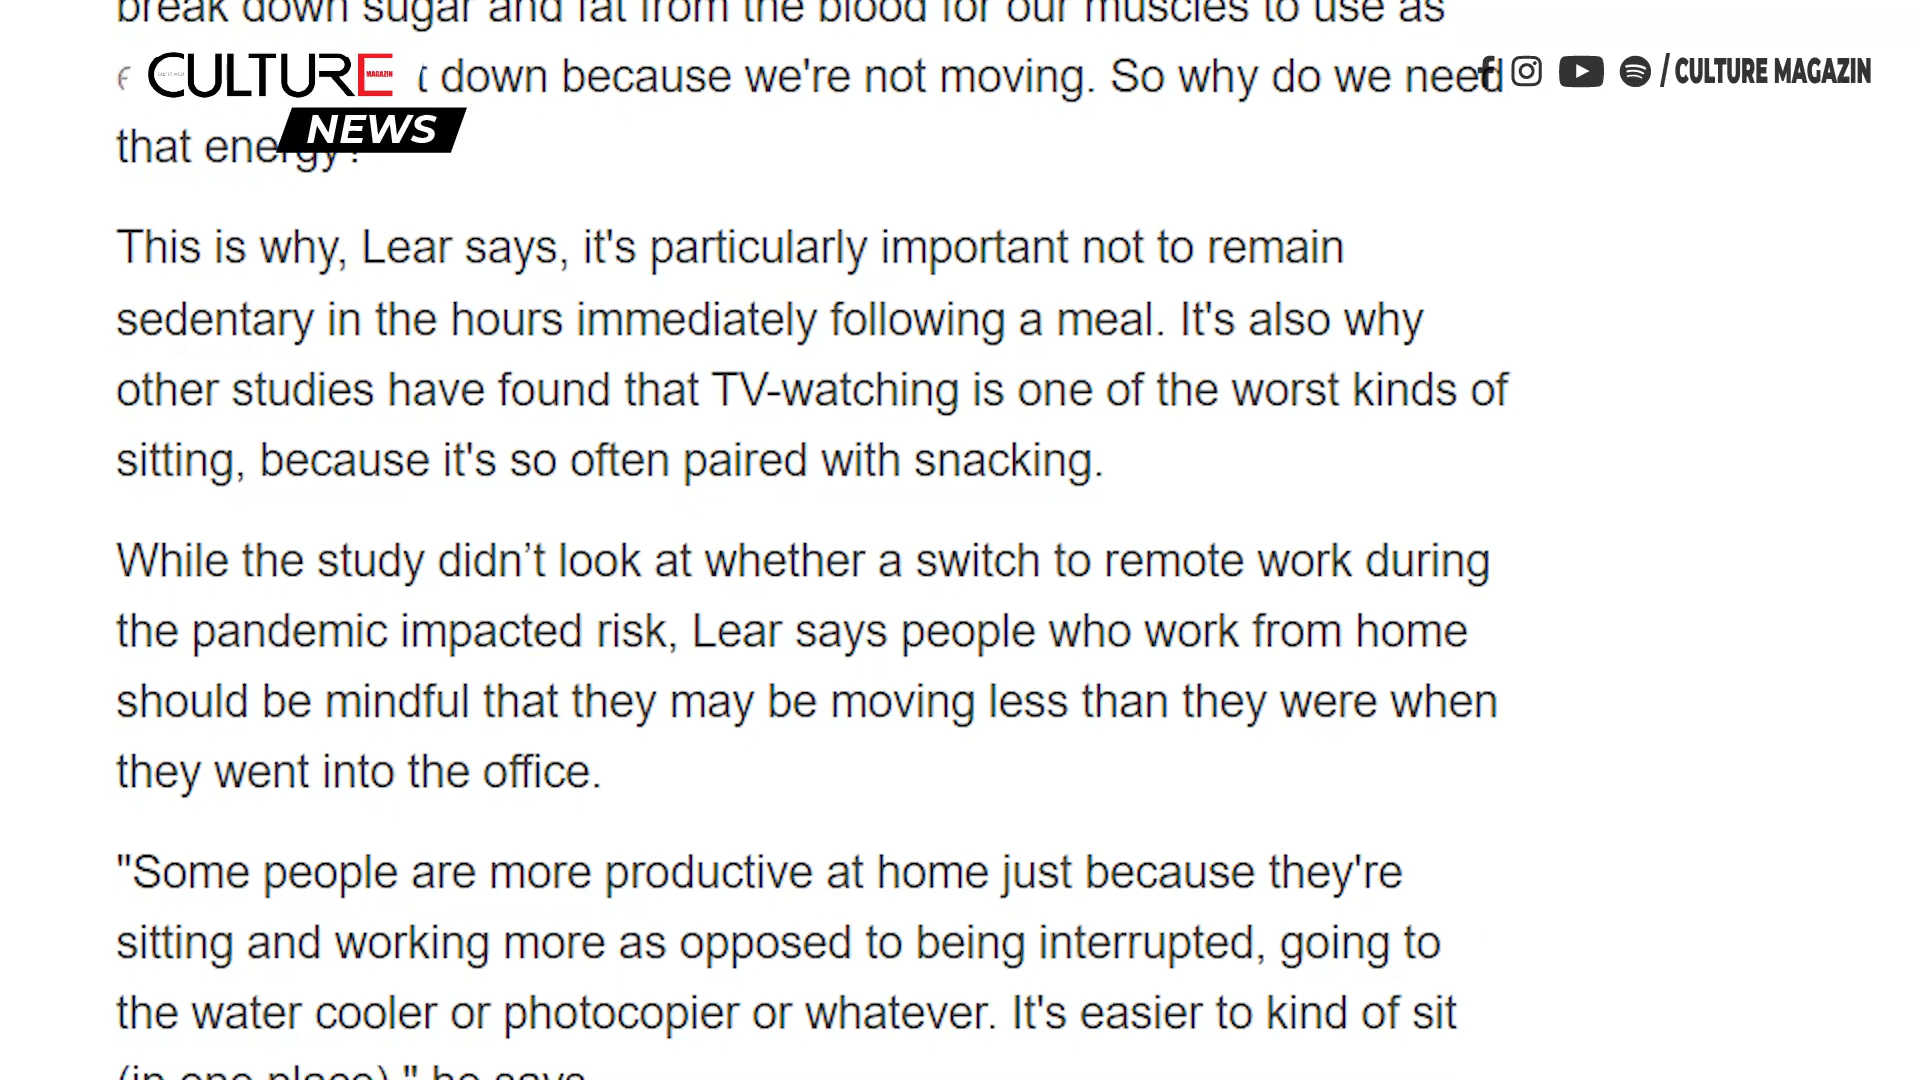 break down sugar and fat from the blood for our muscles to use as
CULTURE MAGAZIN
NEWS
t down because we're not moving. So why do we need
/ CULTURE MAGAZIN
that energy?
This is why, Lear says, it's particularly important not to remain
sedentary in the hours immediately following a meal. It's also why
other studies have found that TV-watching is one of the worst kinds of
sitting, because it's so often paired with snacking.
While the study didn’t look at whether a switch to remote work during
the pandemic impacted risk, Lear says people who work from home
should be mindful that they may be moving less than they were when
they went into the office.
"Some people are more productive at home just because they're
sitting and working more as opposed to being interrupted, going to
the water cooler or photocopier or whatever. It's easier to kind of sit
(in one place)," he says.